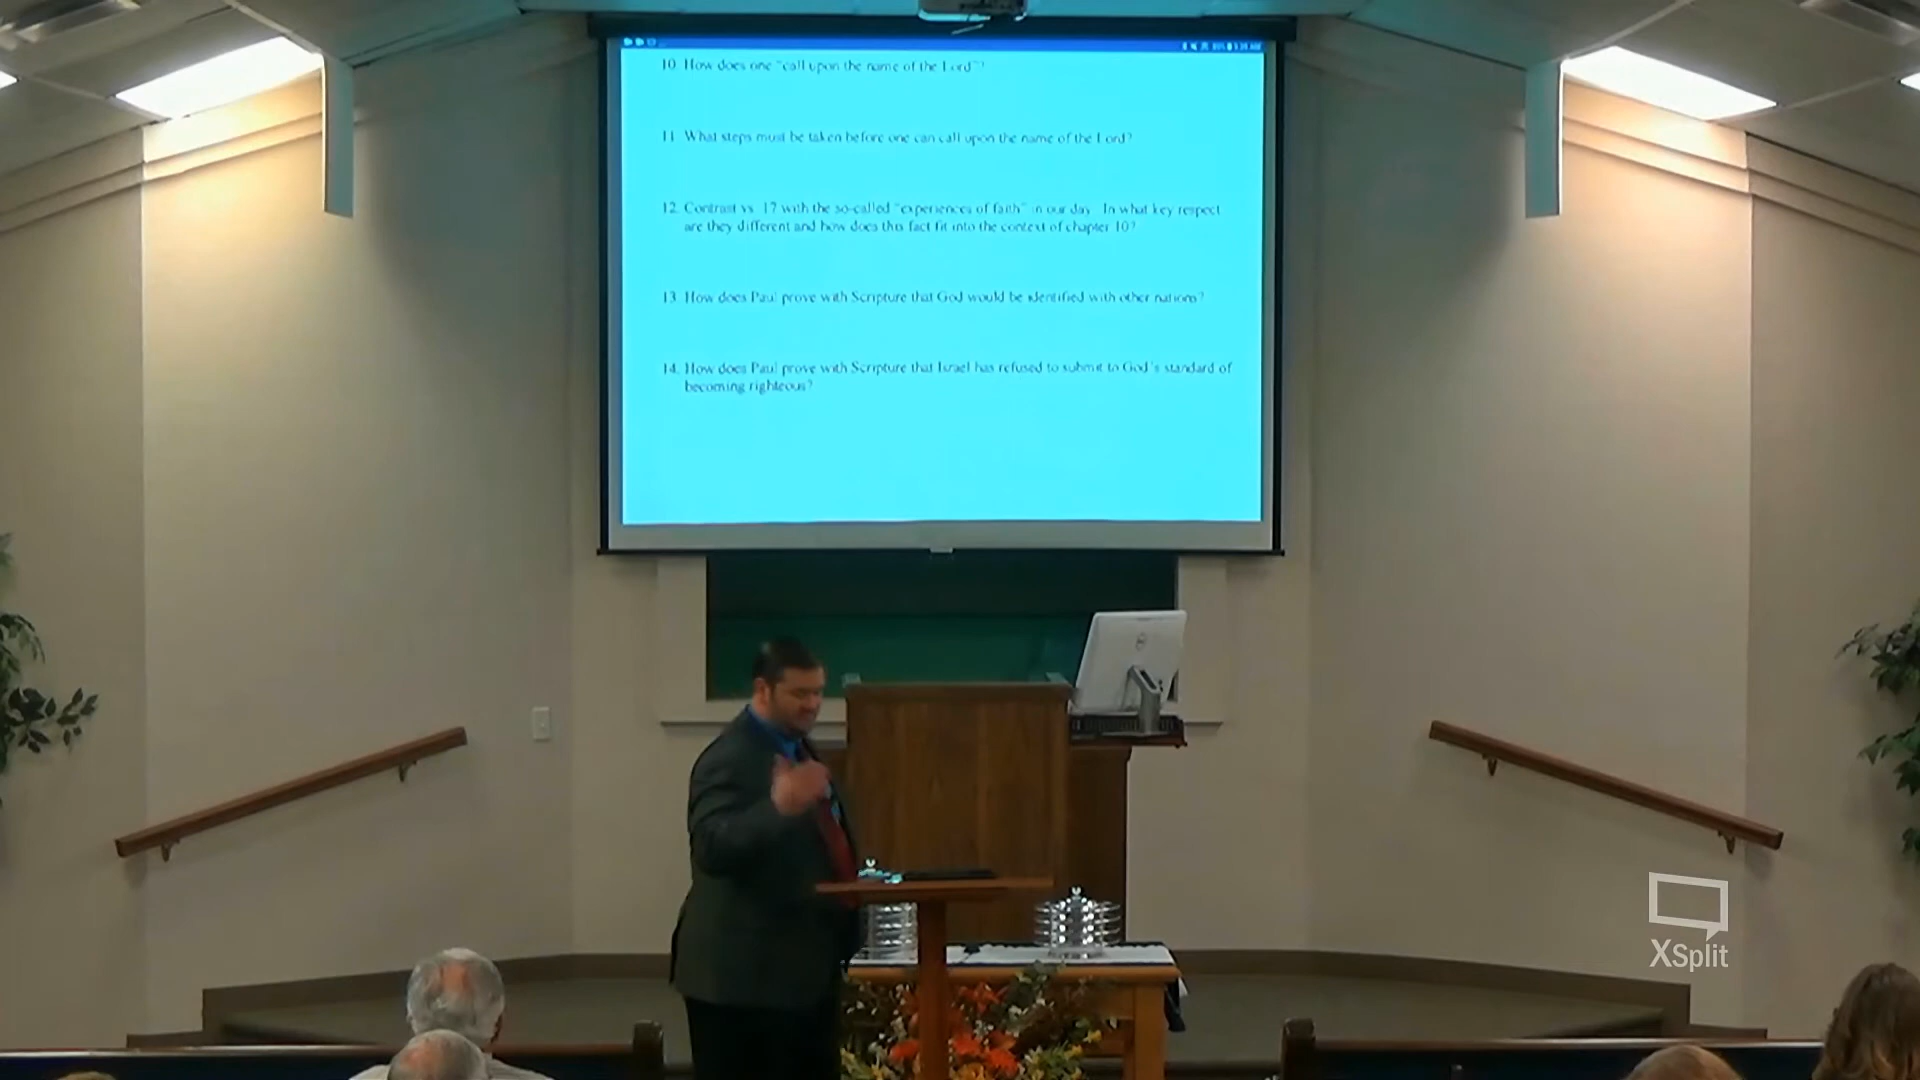 10. How does one "call upon the name of the Lord"?
11. What steps must be taken before one can call upon the name of the Lord?
12. Contrast vs. 17 with the so-called "experiences of faith" in our day. In what key respect
are they different and how does this fact fit into the context of chapter 10?
13. How does Paul prove with Scripture that God would be identified with other nations?
14. How does Paul prove with Scripture that Israel has refused to submit to God's standard of
becoming righteous?
XSplit